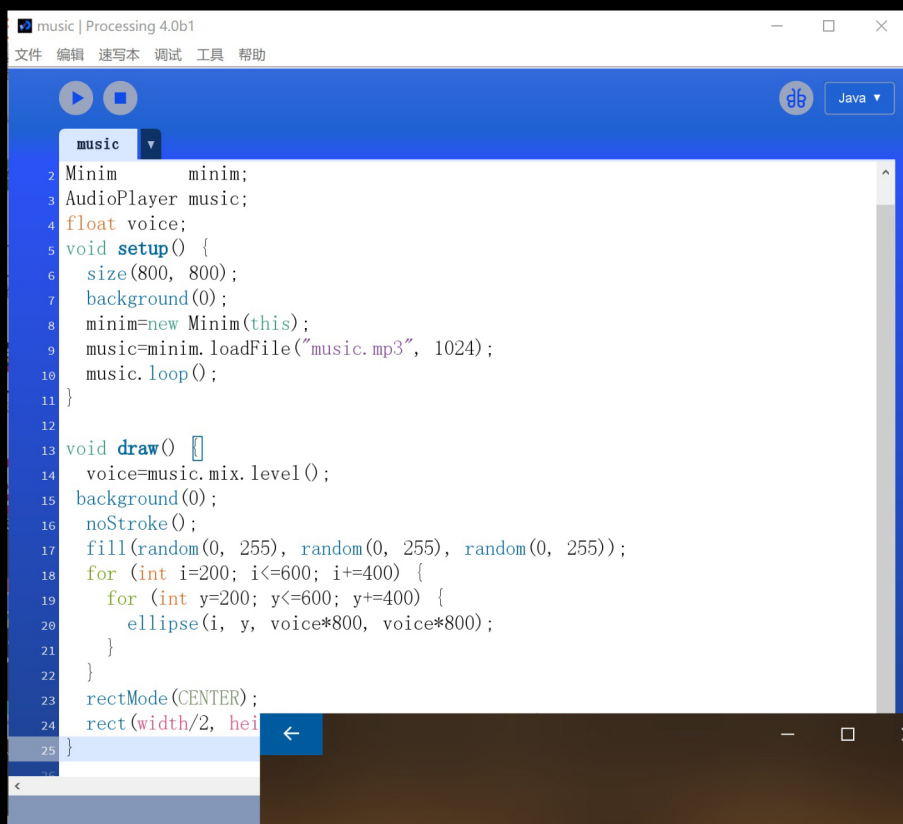 music | Processing 4.0b1
文件 编辑 速写本 调试 工具 帮助
Java ▼
music ▼
2 Minim       minim;
3 AudioPlayer music;
4 float voice;
5 void setup() {
6   size(800, 800);
7   background(0);
8   minim=new Minim(this);
9   music=minim.loadFile("music.mp3", 1024);
10   music.loop();
11 }
12
13 void draw() {
14   voice=music.mix.level();
15  background(0);
16   noStroke();
17   fill(random(0, 255), random(0, 255), random(0, 255));
18   for (int i=200; i<=600; i+=400) {
19     for (int y=200; y<=600; y+=400) {
20       ellipse(i, y, voice*800, voice*800);
21     }
22   }
23   rectMode(CENTER);
24   rect(width/2, hei
25 }
26